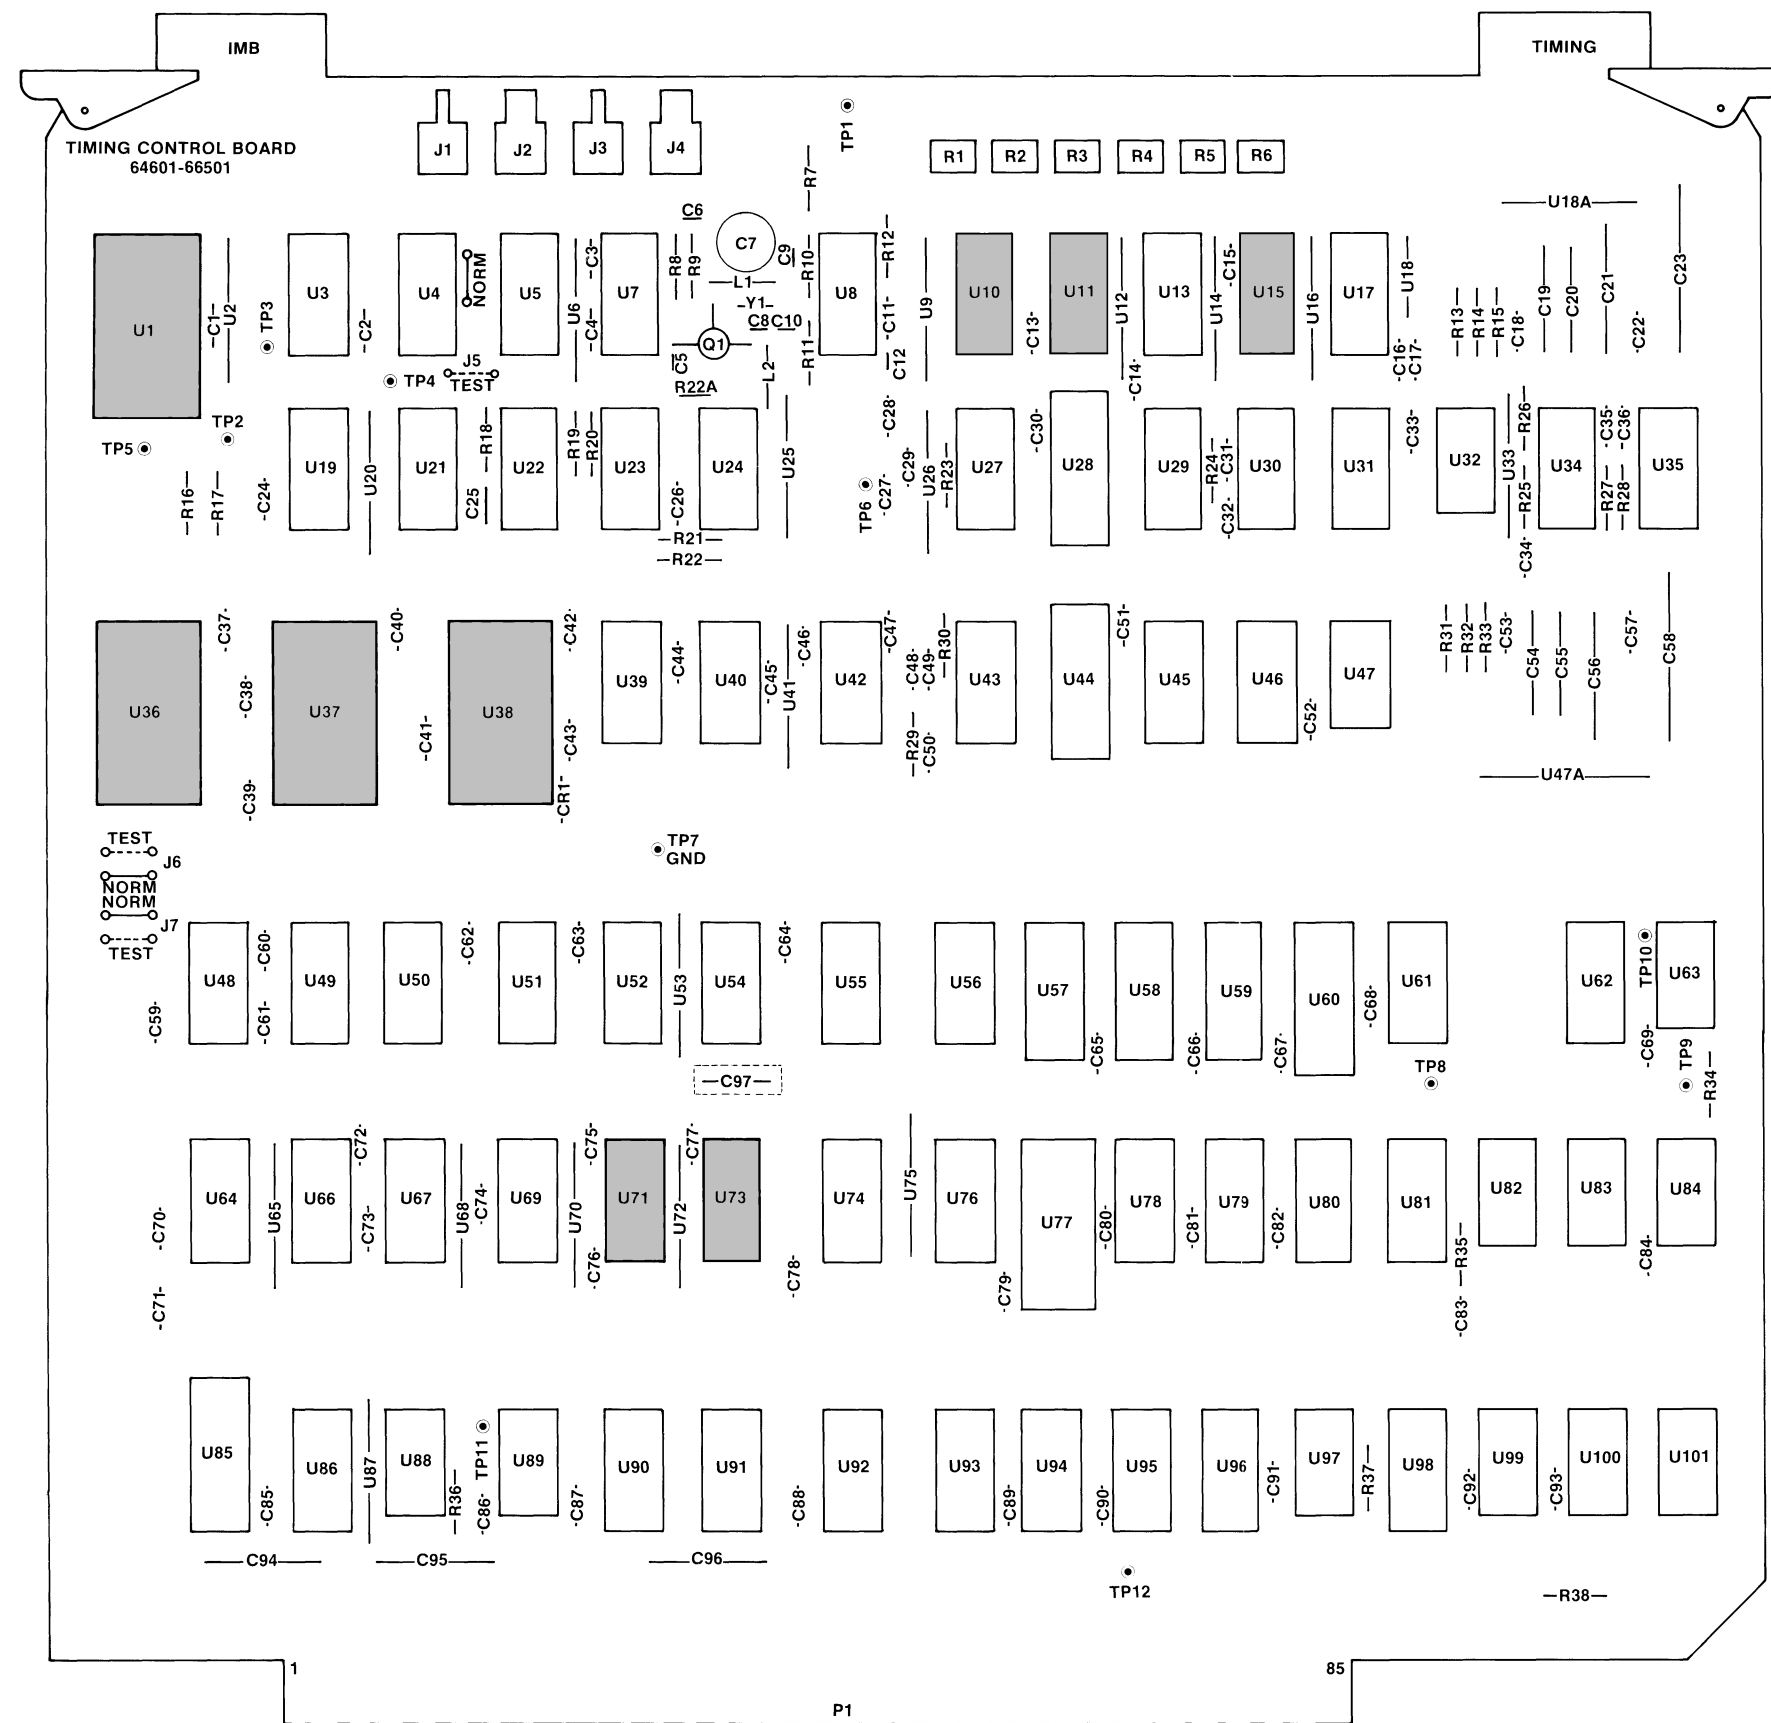 IMB
TIMING
TIMING CONTROL BOARD
64601-66501
J1
J2
J3
J4
TP1
R1
R2
R3
R4
R5
R6
R7
U18A
C6
C7
U1
C1
U2
TP3
U3
C2
U4
NORM
U5
U6
C3
C4
U7
R8
R9
L1
Y1
C8
C10
C9
R10
R11
U8
R12
C11
C12
U9
U10
C13
U11
U12
C14
U13
U14
C15
U15
U16
U17
U18
C16
C17
R13
R14
R15
C18
C19
C20
C21
C22
C23
Q1
C5
L2
R22A
J5
TEST
TP4
TP2
TP5
R16
R17
C24
U19
U20
U21
R18
C25
U22
R19
R20
U23
C26
U24
U25
R21
R22
TP6
C27
C28
C29
U26
R23
U27
C30
U28
U29
R24
C31
C32
U30
U31
C33
U32
U33
R26
R25
C34
U34
C35
C36
R27
R28
U35
U36
C37
C38
C39
U37
C40
C41
U38
C42
C43
CR1
U39
C44
U40
C45
U41
C46
U42
C47
C48
C49
R30
R29
C50
U43
U44
C51
U45
U46
C52
U47
R31
R32
R33
C53
C54
C55
C56
C57
C58
U47A
TEST
J6
NORM
NORM
J7
TEST
TP7
GND
C59
U48
C60
C61
U49
U50
C62
U51
C63
U52
U53
U54
C64
U55
U56
U57
C65
U58
C66
U59
C67
U60
C68
U61
U62
TP10
U63
C69
TP9
R34
TP8
C97
C70
C71
U64
U65
U66
C72
C73
U67
U68
C74
U69
U70
C75
C76
U71
U72
C77
U73
C78
U74
U75
U76
C79
U77
C80
U78
C81
U79
C82
U80
U81
R35
C83
U82
U83
C84
U84
U85
C85
U86
U87
U88
R36
TP11
C86
U89
C87
U90
U91
C88
U92
U93
C89
U94
C90
U95
U96
C91
U97
R37
U98
C92
U99
C93
U100
U101
C94
C95
C96
TP12
R38
1
85
P1